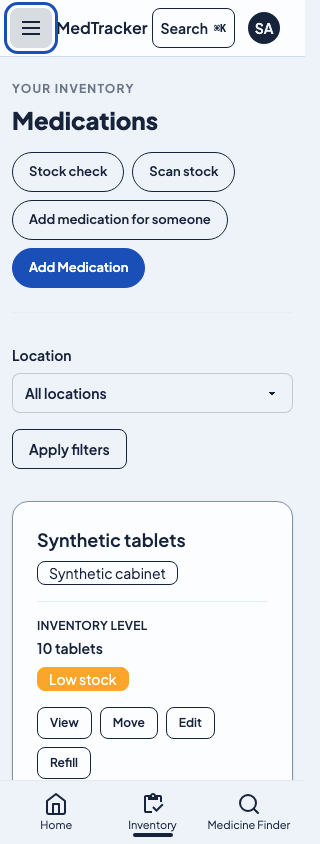 MedTracker Search ⌘K SA
YOUR INVENTORY
Medications
Stock check Scan stock
Add medication for someone
Add Medication
Location
All locations
Apply filters
Synthetic tablets
Synthetic cabinet
INVENTORY LEVEL
10 tablets
Low stock
View Move Edit
Refill
Home Inventory Medicine Finder